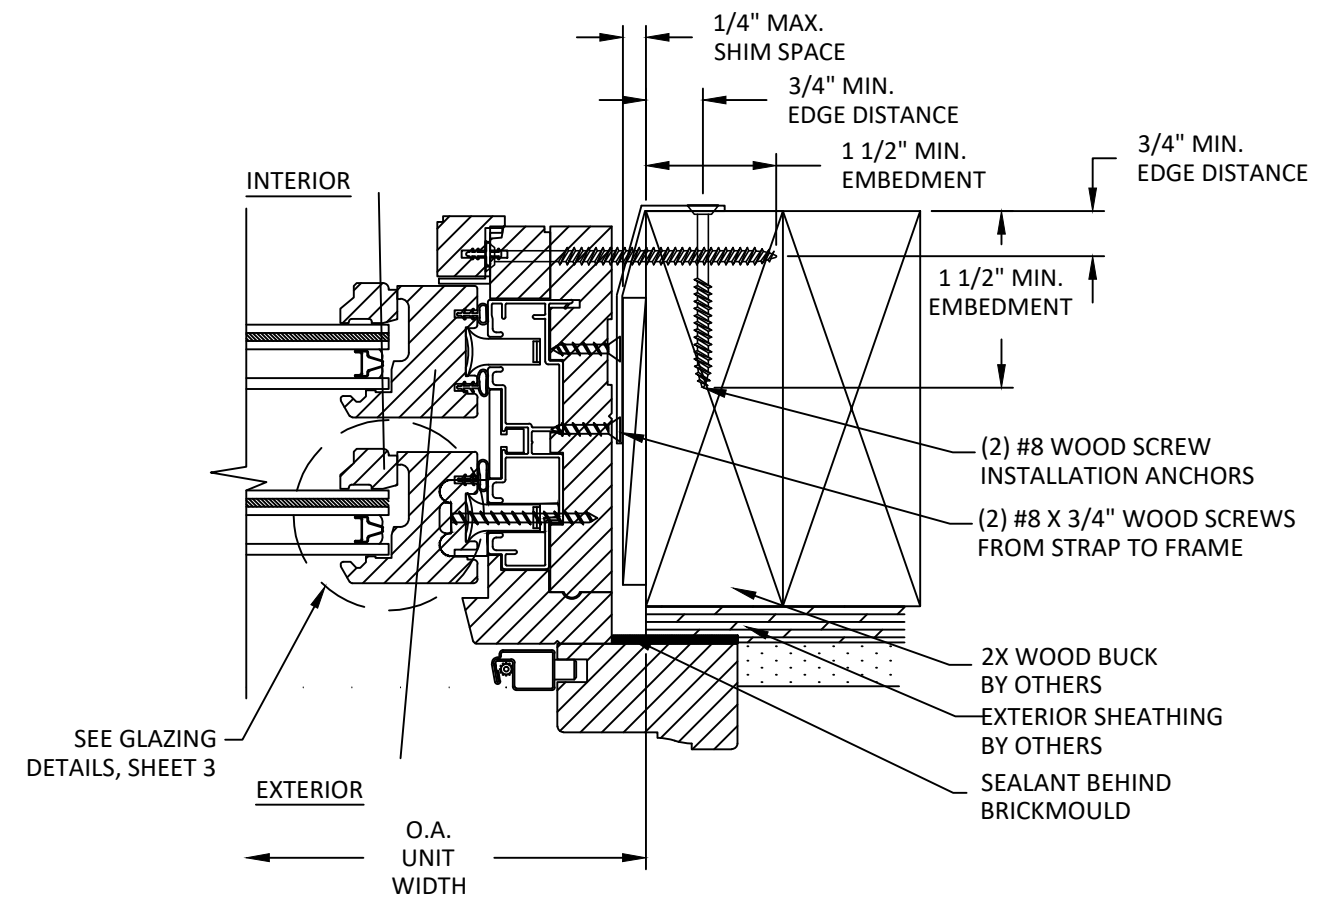 1/4" MAX.
SHIM SPACE
3/4" MIN.
EDGE DISTANCE
1 1/2" MIN.
EMBEDMENT
3/4" MIN.
EDGE DISTANCE
INTERIOR
1 1/2" MIN.
EMBEDMENT
(2) #8 WOOD SCREW
INSTALLATION ANCHORS
(2) #8 X 3/4" WOOD SCREWS
FROM STRAP TO FRAME
2X WOOD BUCK
BY OTHERS
EXTERIOR SHEATHING
BY OTHERS
SEALANT BEHIND
BRICKMOULD
SEE GLAZING
DETAILS, SHEET 3
EXTERIOR
O.A.
UNIT
WIDTH